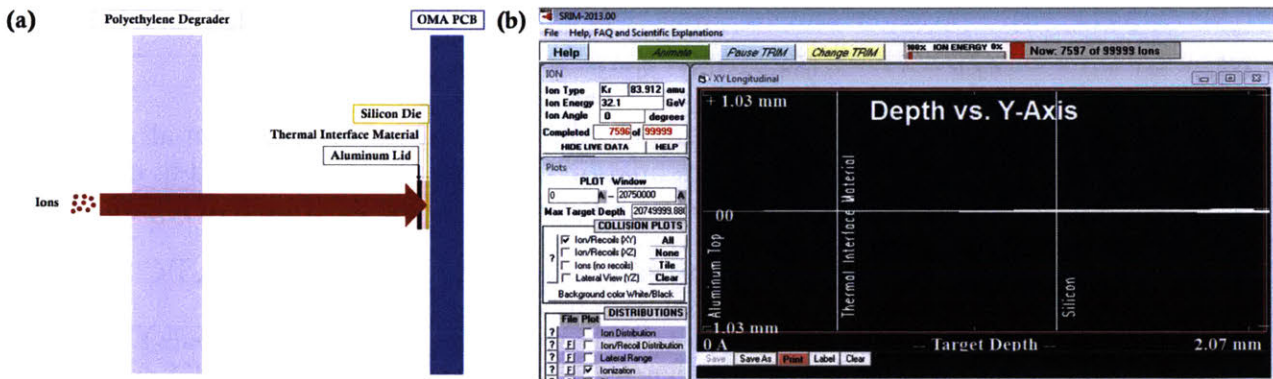 (a)
Polyethylene Degrader
OMA PCB
Silicon Die
Thermal Interface Material
Aluminum Lid
Ions
(b)
SRIM-2013.00
File Help, FAQ and Scientific Explanations
Help Animate Pause TRIM Change TRIM 100% ION ENERGY 0% Now: 7597 of 99999 Ions
ION
Ion Type Kr 83.912 amu
Ion Energy 32.1 GeV
Ion Angle 0 degrees
Completed 7596 of 99999
HIDE LIVE DATA HELP
Plots
PLOT Window
0 A - 20750000 A
Max Target Depth 20749999.88
COLLISION PLOTS
? Ion/Recoils (XY) All
Ion/Recoils (XZ) None
Ions (no recoils) Tile
Lateral View (YZ) Clear
Background color White/Black
DISTRIBUTIONS
File Plot
? Ion Distribution
? F Ion/Recoil Distribution
? F Lateral Range
? F Ionization
XY Longitudinal
+ 1.03 mm
Depth vs. Y-Axis
00
Aluminum Top
Thermal Interface Material
Silicon
1.03 mm
0 A -- Target Depth -- 2.07 mm
Save Save As Print Label Clear